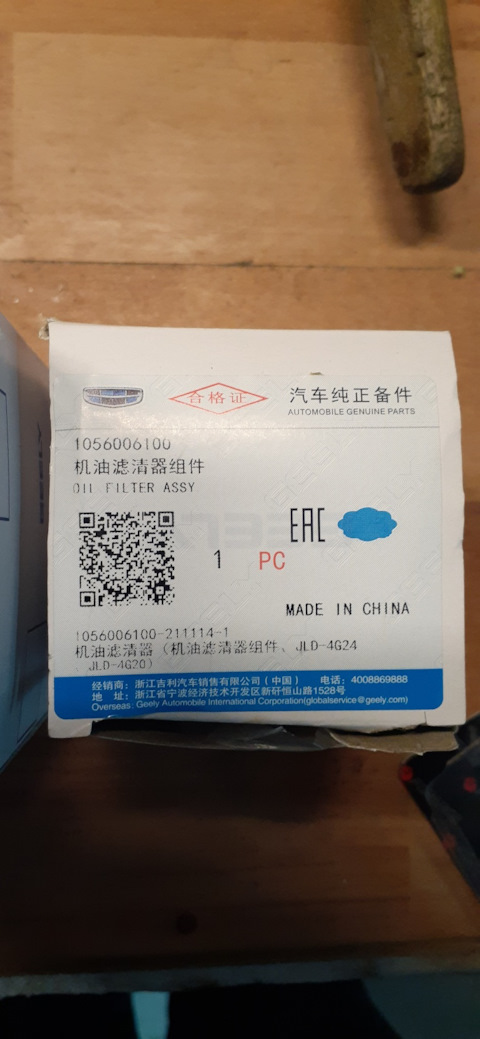 合格证
汽车纯正备件
AUTOMOBILE GENUINE PARTS
1056006100
机油滤清器组件
OIL FILTER ASSY
EAC
1 PC
MADE IN CHINA
1056006100-211114-1
机油滤清器（机油滤清器组件、JLD-4G24
、JLD-4G20）
经销商：浙江吉利汽车销售有限公司（中国） 电话：4008869888
地 址：浙江省宁波经济技术开发区新矸恒山路1528号
Overseas: Geely Automobile International Corporation(globalservice@geely.com)